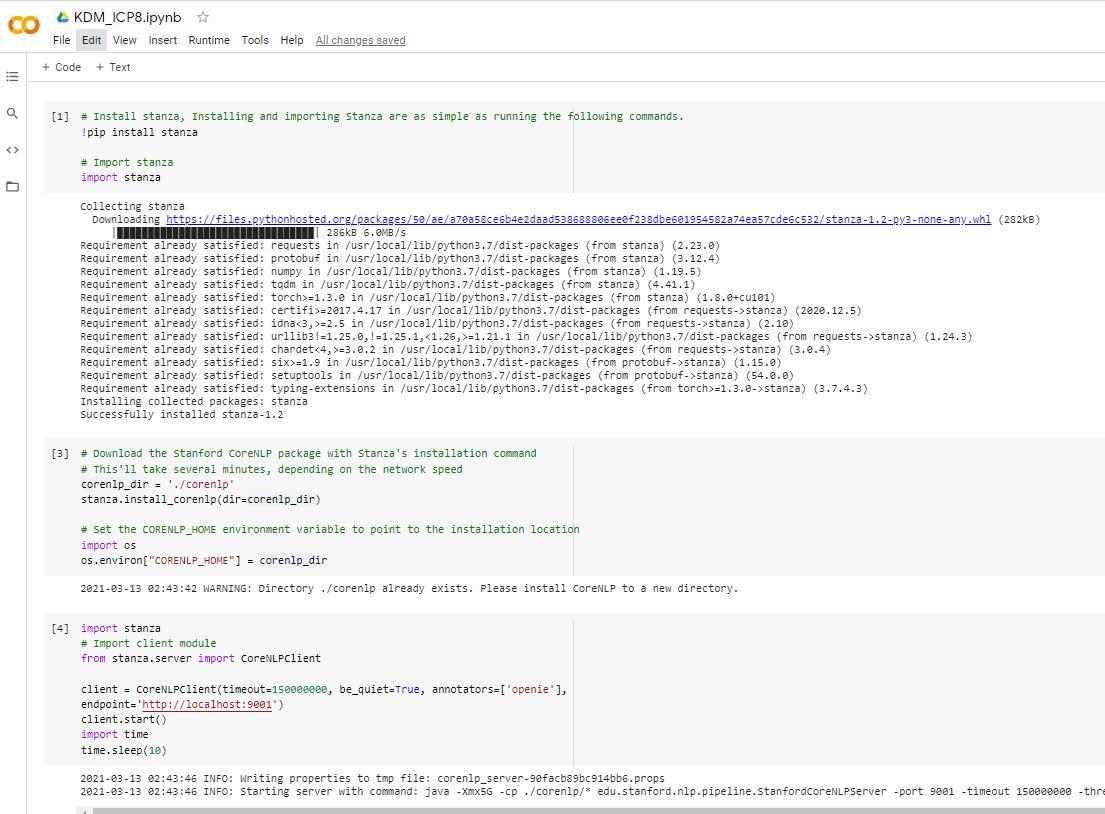 KDM_ICP8.ipynb
File Edit View Insert Runtime Tools Help All changes saved
+ Code + Text
[1] # Install stanza, Installing and importing Stanza are as simple as running the following commands.
!pip install stanza
# Import stanza
import stanza
Collecting stanza
Downloading https://files.pythonhosted.org/packages/50/ae/a70a58ce6b4e2daad538688806ee0f238dbe601954582a74ea57cde6c532/stanza-1.2-py3-none-any.whl (282kB)
286kB 6.0MB/s
Requirement already satisfied: requests in /usr/local/lib/python3.7/dist-packages (from stanza) (2.23.0)
Requirement already satisfied: protobuf in /usr/local/lib/python3.7/dist-packages (from stanza) (3.12.4)
Requirement already satisfied: numpy in /usr/local/lib/python3.7/dist-packages (from stanza) (1.19.5)
Requirement already satisfied: tqdm in /usr/local/lib/python3.7/dist-packages (from stanza) (4.41.1)
Requirement already satisfied: torch>=1.3.0 in /usr/local/lib/python3.7/dist-packages (from stanza) (1.8.0+cu101)
Requirement already satisfied: certifi>=2017.4.17 in /usr/local/lib/python3.7/dist-packages (from requests->stanza) (2020.12.5)
Requirement already satisfied: idna<3,>=2.5 in /usr/local/lib/python3.7/dist-packages (from requests->stanza) (2.10)
Requirement already satisfied: urllib3!=1.25.0,!=1.25.1,<1.26,>=1.21.1 in /usr/local/lib/python3.7/dist-packages (from requests->stanza) (1.24.3)
Requirement already satisfied: chardet<4,>=3.0.2 in /usr/local/lib/python3.7/dist-packages (from requests->stanza) (3.0.4)
Requirement already satisfied: six>=1.9 in /usr/local/lib/python3.7/dist-packages (from protobuf->stanza) (1.15.0)
Requirement already satisfied: setuptools in /usr/local/lib/python3.7/dist-packages (from protobuf->stanza) (54.0.0)
Requirement already satisfied: typing-extensions in /usr/local/lib/python3.7/dist-packages (from torch>=1.3.0->stanza) (3.7.4.3)
Installing collected packages: stanza
Successfully installed stanza-1.2
[3] # Download the Stanford CoreNLP package with Stanza's installation command
# This'll take several minutes, depending on the network speed
corenlp_dir = './corenlp'
stanza.install_corenlp(dir=corenlp_dir)
# Set the CORENLP_HOME environment variable to point to the installation location
import os
os.environ["CORENLP_HOME"] = corenlp_dir
2021-03-13 02:43:42 WARNING: Directory ./corenlp already exists. Please install CoreNLP to a new directory.
[4] import stanza
# Import client module
from stanza.server import CoreNLPClient
client = CoreNLPClient(timeout=150000000, be_quiet=True, annotators=['openie'],
endpoint='http://localhost:9001')
client.start()
import time
time.sleep(10)
2021-03-13 02:43:46 INFO: Writing properties to tmp file: corenlp_server-90facb89bc914bb6.props
2021-03-13 02:43:46 INFO: Starting server with command: java -Xmx5G -cp ./corenlp/* edu.stanford.nlp.pipeline.StanfordCoreNLPServer -port 9001 -timeout 150000000 -thre